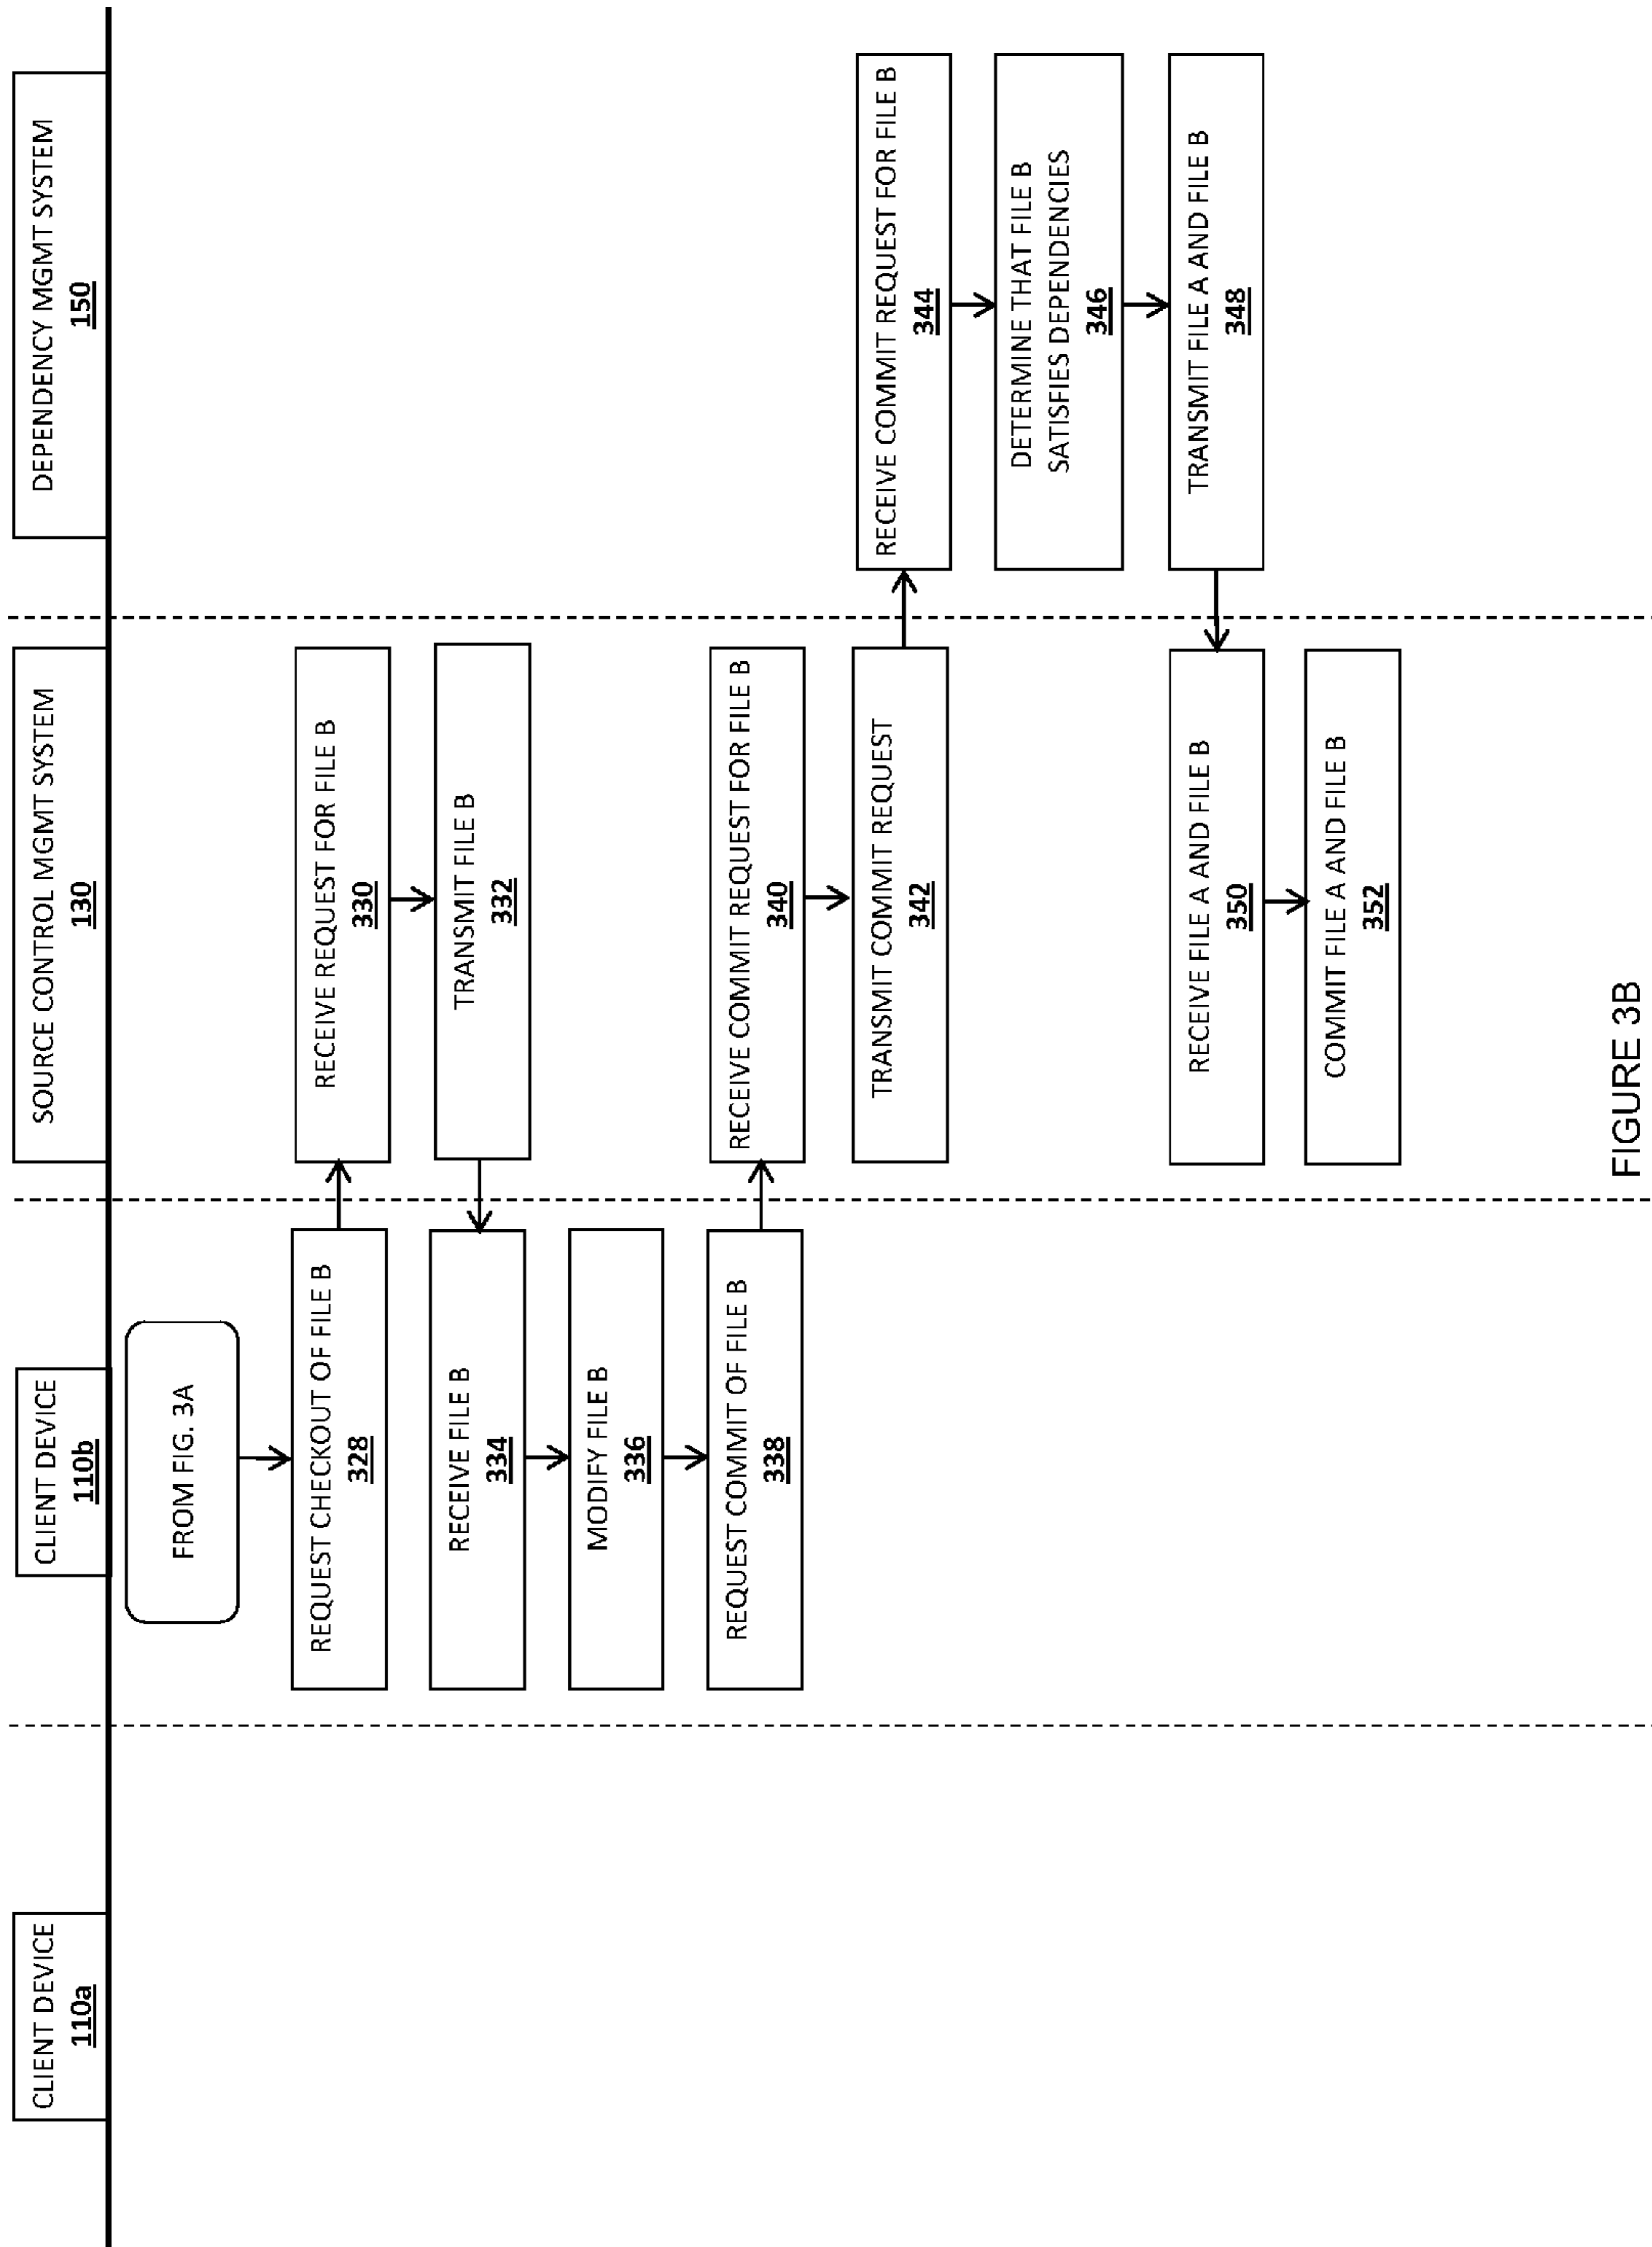 CLIENT DEVICE
110a
CLIENT DEVICE
110b
SOURCE CONTROL MGMT SYSTEM
130
DEPENDENCY MGMT SYSTEM
150
FROM FIG. 3A
REQUEST CHECKOUT OF FILE B
328
RECEIVE REQUEST FOR FILE B
330
TRANSMIT FILE B
332
RECEIVE FILE B
334
MODIFY FILE B
336
REQUEST COMMIT OF FILE B
338
RECEIVE COMMIT REQUEST FOR FILE B
340
TRANSMIT COMMIT REQUEST
342
RECEIVE COMMIT REQUEST FOR FILE B
344
DETERMINE THAT FILE B
SATISFIES DEPENDENCIES
346
TRANSMIT FILE A AND FILE B
348
RECEIVE FILE A AND FILE B
350
COMMIT FILE A AND FILE B
352
FIGURE 3B